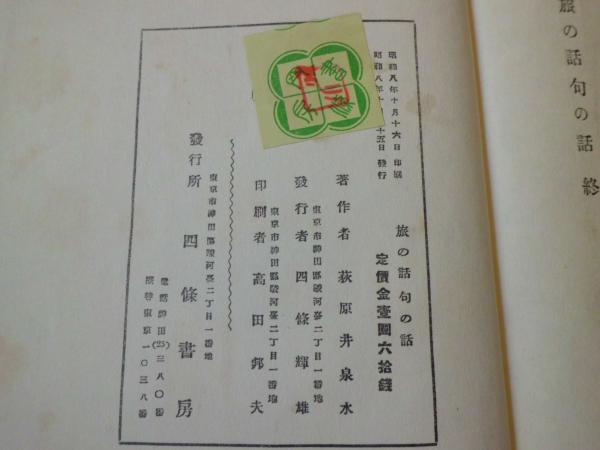 旅の話句の話 終
昭和八年十月十六日 印刷
昭和八年十月 十五日 發行
旅の話句の話
定價金壹圓六拾錢
著作者 荻原井泉水
東京市神田區駿河臺二丁目一番地
發行者 四條輝雄
東京市神田區駿河臺二丁目一番地
印刷者 高田邦夫
東京市神田區駿河臺二丁目一番地
發行所 四條書房
電話神田(25)三八〇番
振替東京一〇三八番